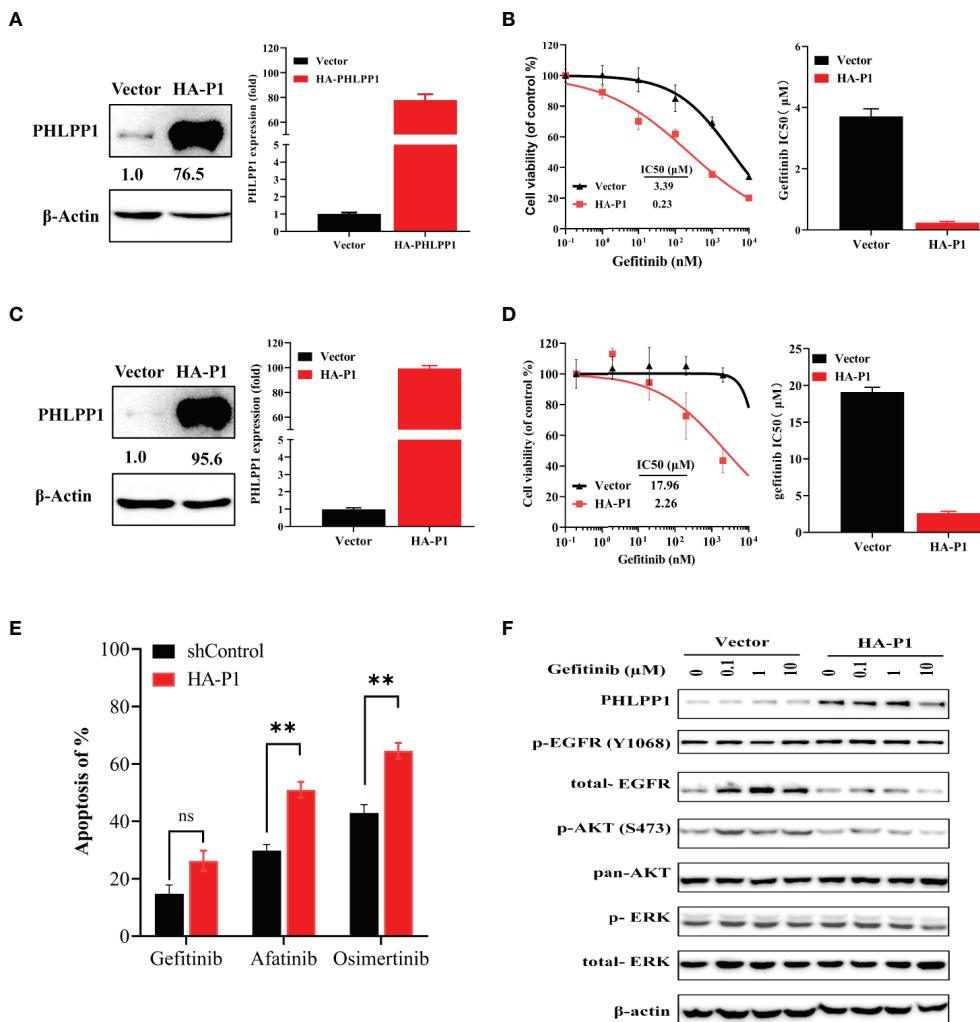 A
Vector HA-P1
PHLPP1
1.0 76.5
β-Actin
PHLPP1 expression (fold)
Vector
HA-PHLPP1
120
100
80
60
5
4
3
2
1
0
Vector HA-PHLPP1
B
Cell viability (of control %)
120
100
80
60
40
20
0
IC50 (μM)
Vector 3.39
HA-P1 0.23
10⁻¹ 10⁰ 10¹ 10² 10³ 10⁴
Gefitinib (nM)
Gefitinib IC50( μM)
6
4
2
0
Vector
HA-P1
Vector HA-P1
C
Vector HA-P1
PHLPP1
1.0 95.6
β-Actin
PHLPP1 expression (fold)
Vector
HA-P1
120
100
80
60
5
4
3
2
1
0
Vector HA-P1
D
Cell viability (of control %)
120
100
80
60
40
20
0
IC50 (μM)
Vector 17.96
HA-P1 2.26
10⁻¹ 10⁰ 10¹ 10² 10³ 10⁴
Gefitinib (nM)
gefitinib IC50( μM)
25
20
15
10
5
0
Vector
HA-P1
Vector HA-P1
E
Apoptosis of %
100
80
60
40
20
0
shControl
HA-P1
ns
**
**
Gefitinib Afatinib Osimertinib
F
Vector HA-P1
Gefitinib (μM) 0 0.1 1 10 0 0.1 1 10
PHLPP1
p-EGFR (Y1068)
total- EGFR
p-AKT (S473)
pan-AKT
p- ERK
total- ERK
β-actin